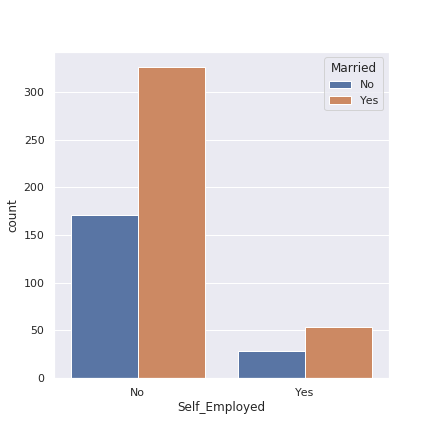 Married
No
Yes
300
250
200
150
100
50
0
count
No Yes
Self_Employed